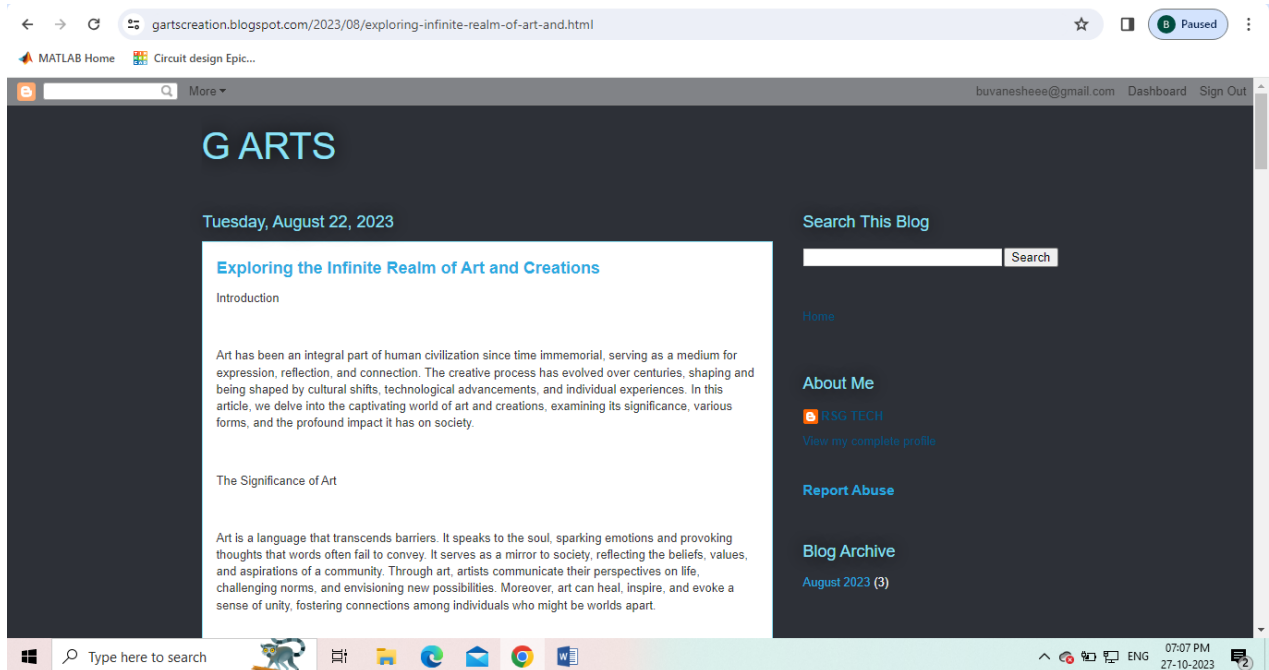 gartscreation.blogspot.com/2023/08/exploring-infinite-realm-of-art-and.html
B Paused
MATLAB Home Circuit design Epic...
More buvanesheee@gmail.com Dashboard Sign Out
G ARTS
Tuesday, August 22, 2023
Exploring the Infinite Realm of Art and Creations
Introduction
Art has been an integral part of human civilization since time immemorial, serving as a medium for
expression, reflection, and connection. The creative process has evolved over centuries, shaping and
being shaped by cultural shifts, technological advancements, and individual experiences. In this
article, we delve into the captivating world of art and creations, examining its significance, various
forms, and the profound impact it has on society.
The Significance of Art
Art is a language that transcends barriers. It speaks to the soul, sparking emotions and provoking
thoughts that words often fail to convey. It serves as a mirror to society, reflecting the beliefs, values,
and aspirations of a community. Through art, artists communicate their perspectives on life,
challenging norms, and envisioning new possibilities. Moreover, art can heal, inspire, and evoke a
sense of unity, fostering connections among individuals who might be worlds apart.
Search This Blog
Search
Home
About Me
RSG TECH
View my complete profile
Report Abuse
Blog Archive
August 2023 (3)
Type here to search
ENG
07:07 PM
27-10-2023
2